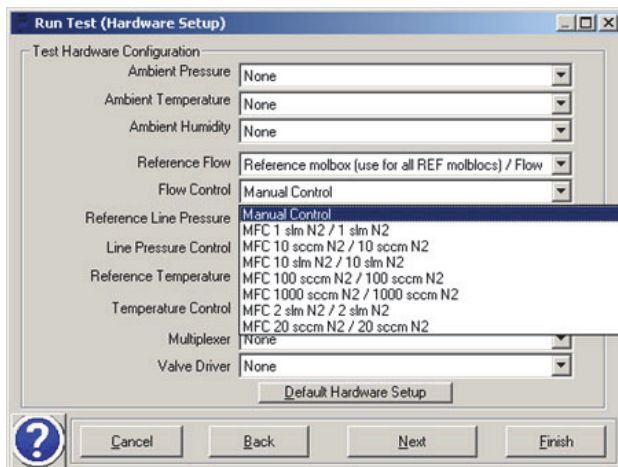 Run Test (Hardware Setup)
Test Hardware Configuration
Ambient Pressure None
Ambient Temperature None
Ambient Humidity None
Reference Flow Reference molbox (use for all REF molblocs) / Flow
Flow Control Manual Control
Reference Line Pressure Manual Control
MFC 1 slm N2 / 1 slm N2
Line Pressure Control MFC 10 sccm N2 / 10 sccm N2
MFC 10 slm N2 / 10 slm N2
Reference Temperature MFC 100 sccm N2 / 100 sccm N2
MFC 1000 sccm N2 / 1000 sccm N2
Temperature Control MFC 2 slm N2 / 2 slm N2
MFC 20 sccm N2 / 20 sccm N2
Multiplexer None
Valve Driver None
Default Hardware Setup
? Cancel Back Next Finish